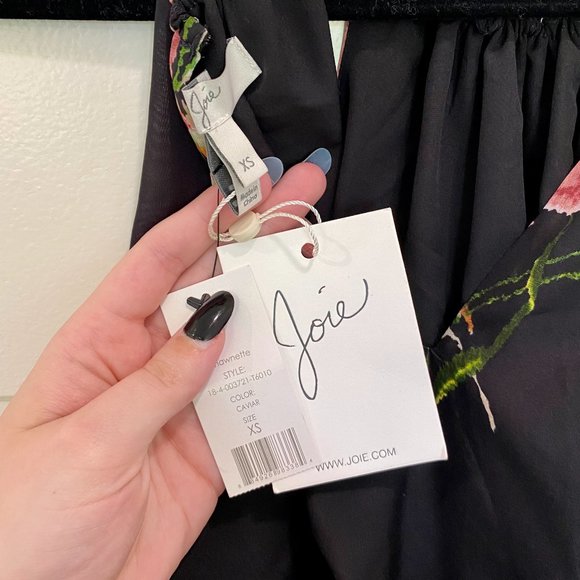 Joie
XS
Made in
China
Joie
WWW.JOIE.COM
STYLE:
18-4-003721-T6010
COLOR:
CAVIAR
SIZE
XS